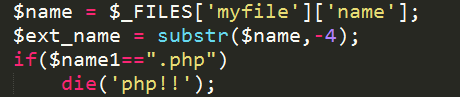 $name = $_FILES['myfile']['name'];
$ext_name = substr($name,-4);
if($name1==".php")
die('php!!');